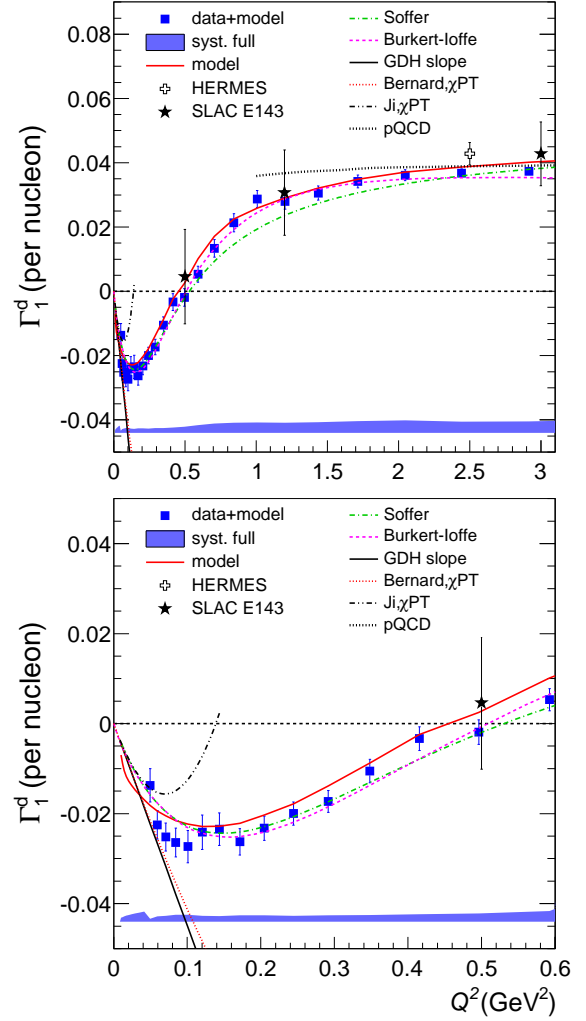 Γ₁ᵈ (per nucleon)
0.08
0.06
0.04
0.02
0
-0.02
-0.04
data+model
syst. full
model
HERMES
SLAC E143
Soffer
Burkert-Ioffe
GDH slope
Bernard,χPT
Ji,χPT
pQCD
0 0.5 1 1.5 2 2.5 3
Γ₁ᵈ (per nucleon)
0.04
0.02
0
-0.02
-0.04
data+model
syst. full
model
HERMES
SLAC E143
Soffer
Burkert-Ioffe
GDH slope
Bernard,χPT
Ji,χPT
pQCD
0 0.1 0.2 0.3 0.4 0.5 0.6
Q²(GeV²)